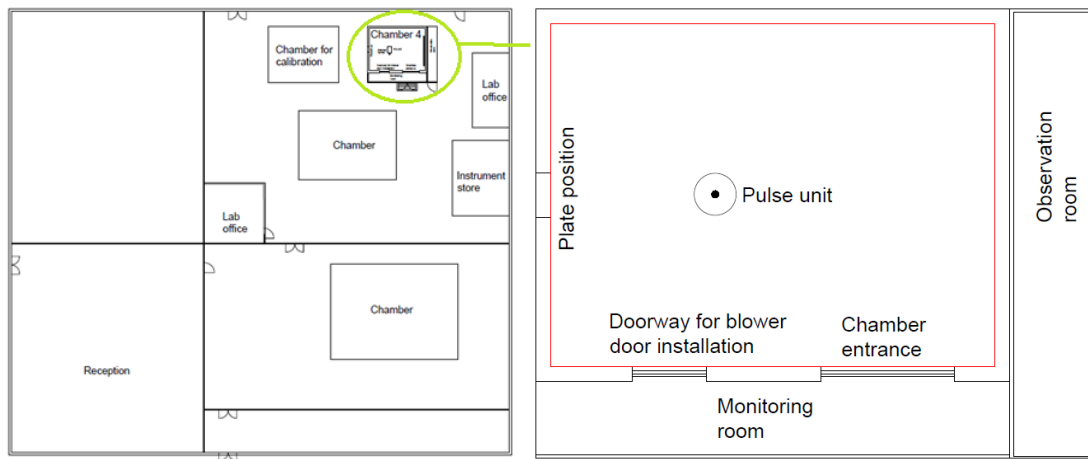 Chamber for
calibration
Chamber 4
Lab
office
Chamber
Instrument
store
Lab
office
Chamber
Reception
Plate position
Pulse unit
Observation
room
Doorway for blower
door installation
Chamber
entrance
Monitoring
room